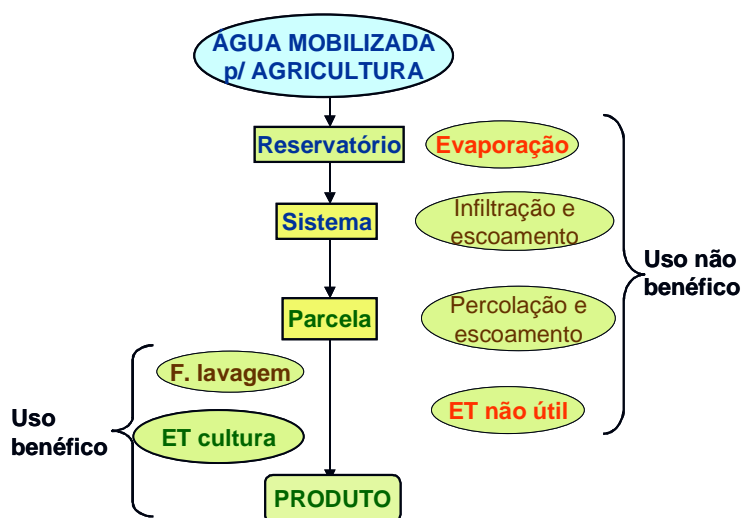 ÁGUA MOBILIZADA
p/ AGRICULTURA
Reservatório
Evaporação
Sistema
Infiltração e
escoamento
Uso não
benéfico
Parcela
Percolação e
escoamento
F. lavagem
ET não útil
Uso
benéfico
ET cultura
PRODUTO